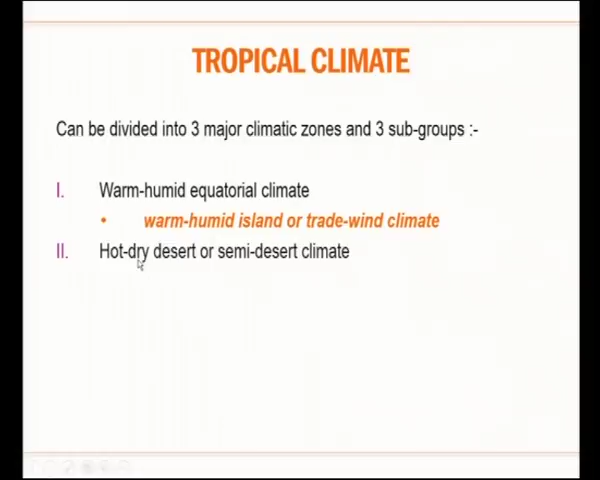 TROPICAL CLIMATE
Can be divided into 3 major climatic zones and 3 sub-groups :-
I. Warm-humid equatorial climate
• warm-humid island or trade-wind climate
II. Hot-dry desert or semi-desert climate